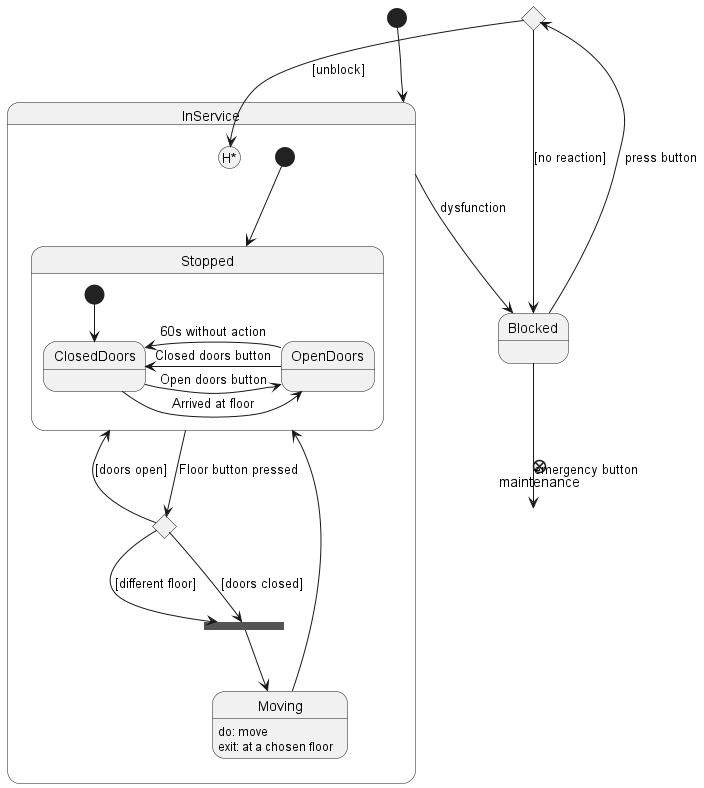 [unblock]
InService
H*
[no reaction]
press button
dysfunction
Stopped
Blocked
60s without action
ClosedDoors
Closed doors button
OpenDoors
Open doors button
Arrived at floor
[doors open]
Floor button pressed
emergency button
maintenance
[different floor]
[doors closed]
Moving
do: move
exit: at a chosen floor